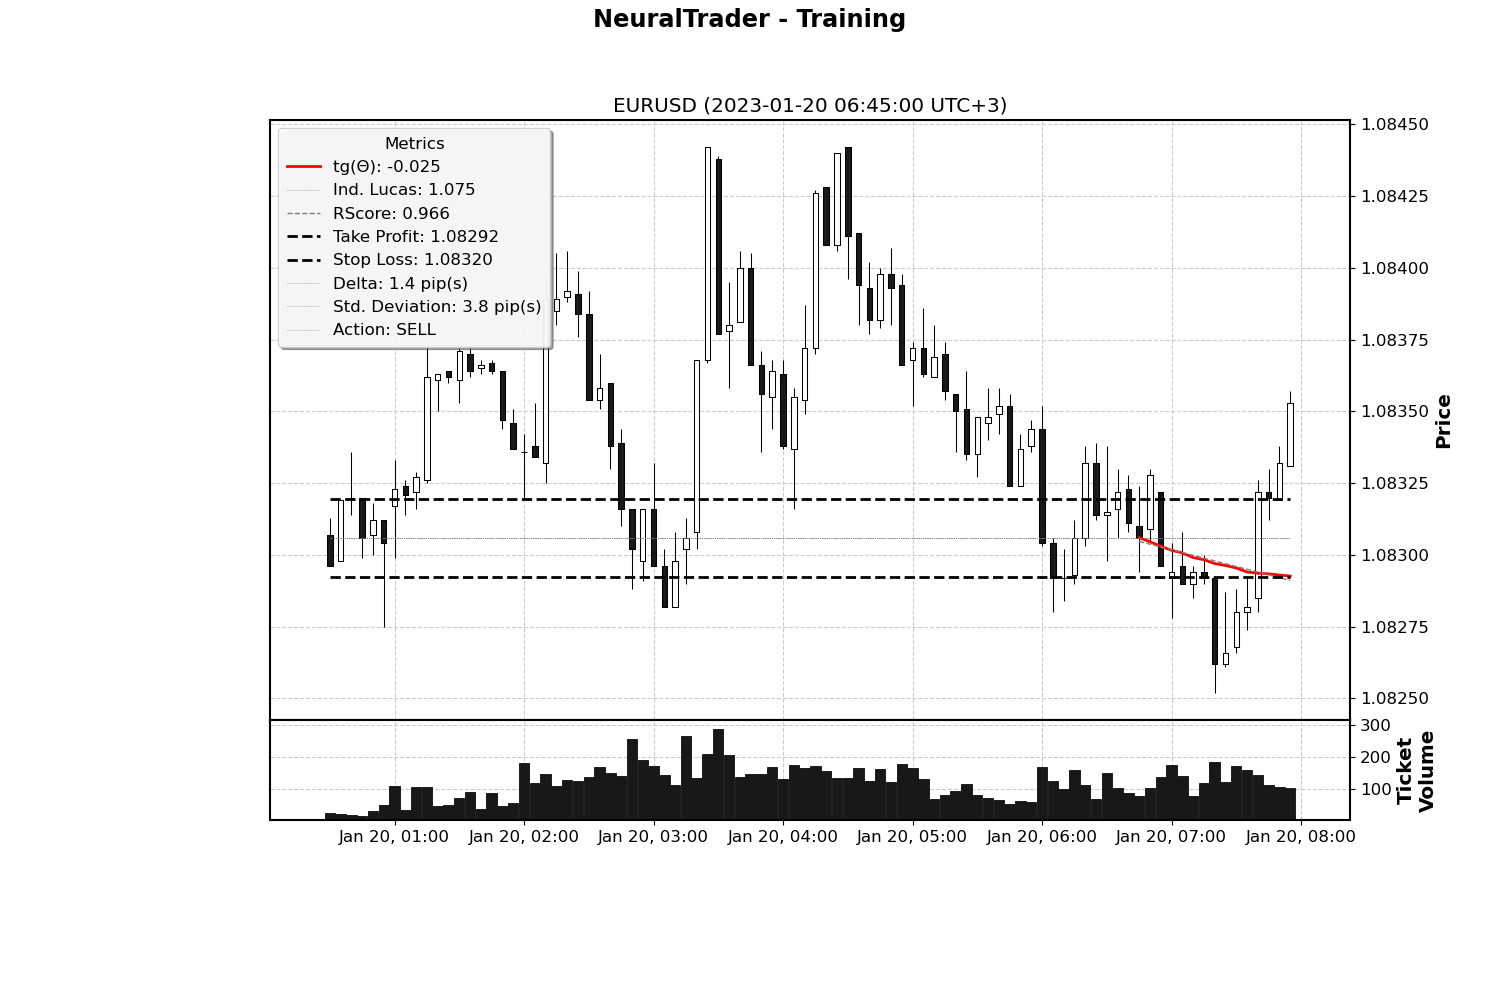 NeuralTrader - Training
EURUSD (2023-01-20 06:45:00 UTC+3)
Metrics
tg(Θ): -0.025
Ind. Lucas: 1.075
RScore: 0.966
Take Profit: 1.08292
Stop Loss: 1.08320
Delta: 1.4 pip(s)
Std. Deviation: 3.8 pip(s)
Action: SELL
1.08450
1.08425
1.08400
1.08375
1.08350
1.08325
1.08300
1.08275
1.08250
Price
300
200
100
Ticket
Volume
Jan 20, 01:00
Jan 20, 02:00
Jan 20, 03:00
Jan 20, 04:00
Jan 20, 05:00
Jan 20, 06:00
Jan 20, 07:00
Jan 20, 08:00